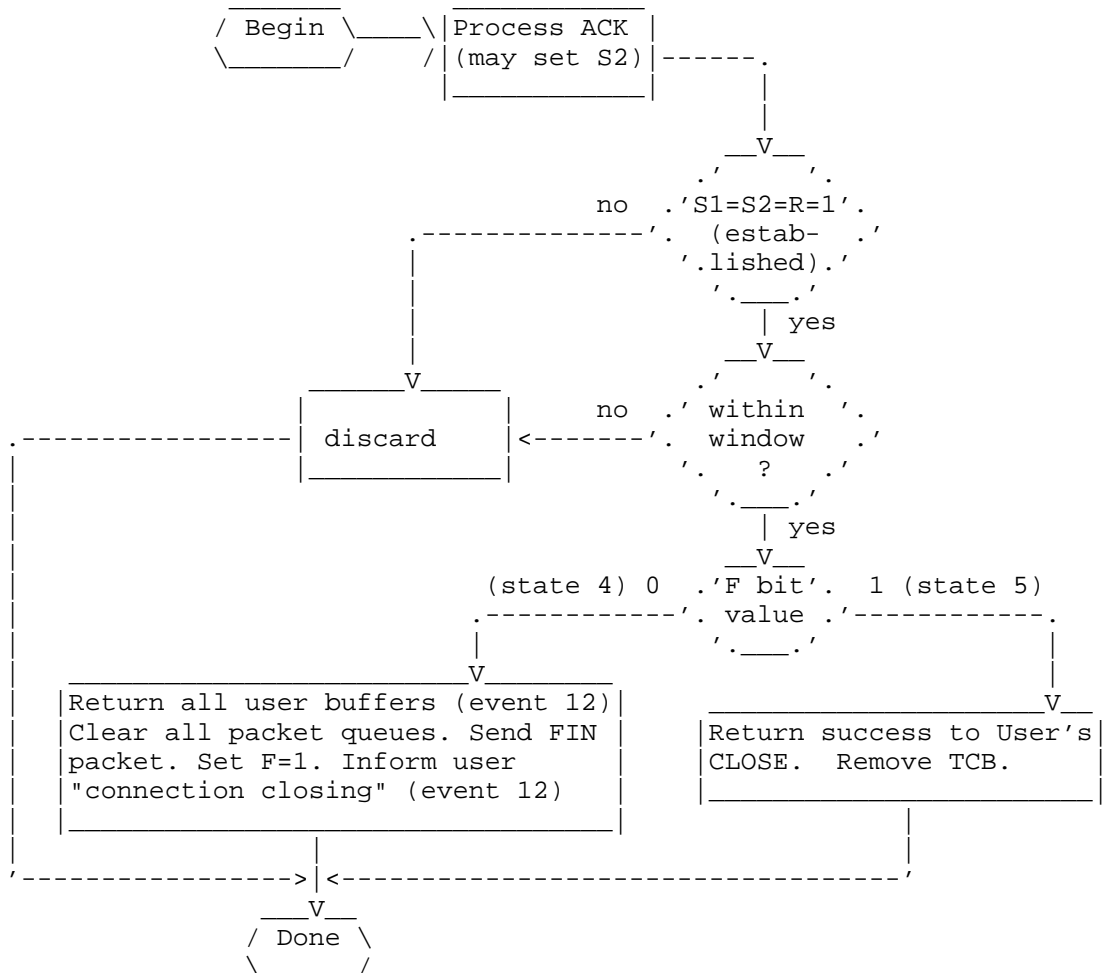 Begin
Process ACK
(may set S2)
S1=S2=R=1
no
(estab-
lished)
yes
no
within
discard
window
?
yes
(state 4) 0
F bit
1 (state 5)
value
Return all user buffers (event 12)
Clear all packet queues. Send FIN
packet. Set F=1. Inform user
"connection closing" (event 12)
Return success to User's
CLOSE. Remove TCB.
Done